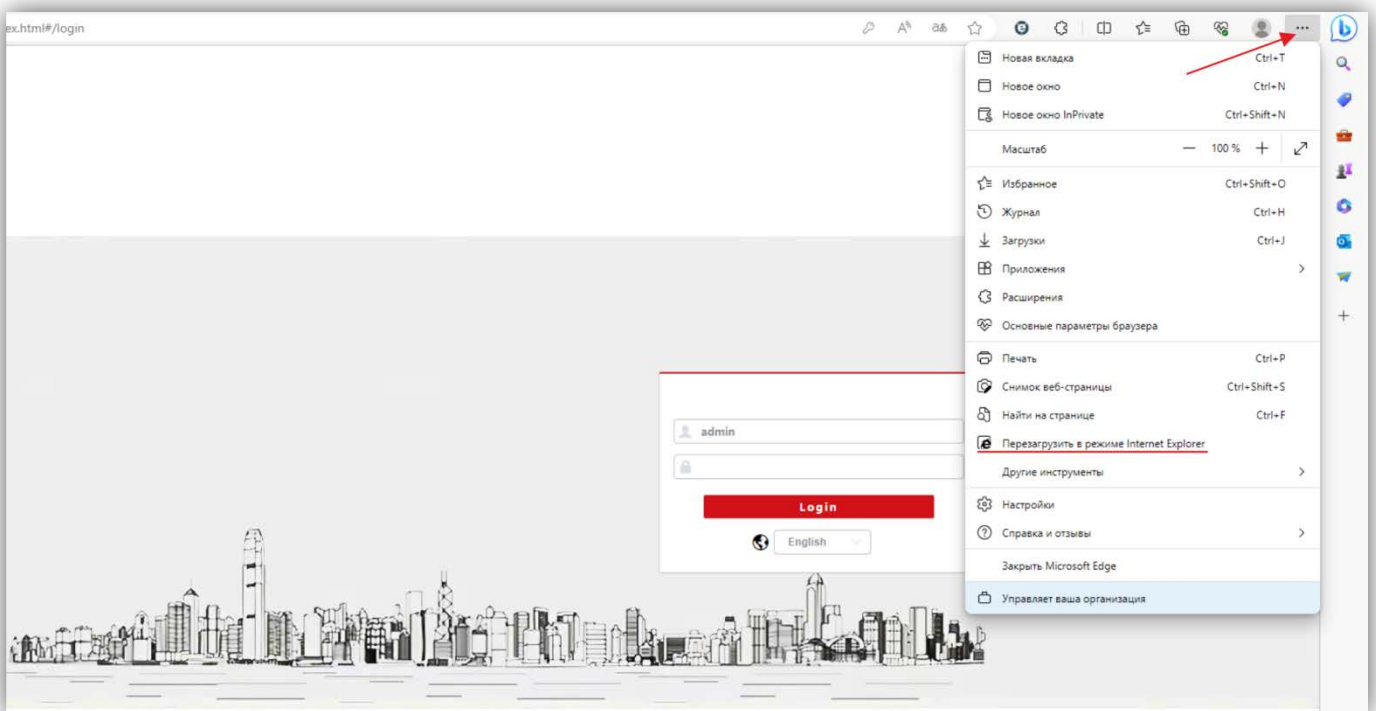 ex.html#/login
Новая вкладка Ctrl+T
Новое окно Ctrl+N
Новое окно InPrivate Ctrl+Shift+N
Масштаб — 100 % +
Избранное Ctrl+Shift+O
Журнал Ctrl+H
Загрузки Ctrl+J
Приложения
Расширения
Основные параметры браузера
Печать Ctrl+P
Снимок веб-страницы Ctrl+Shift+S
Найти на странице Ctrl+F
Перезагрузить в режиме Internet Explorer
Другие инструменты
Настройки
Справка и отзывы
Закрыть Microsoft Edge
Управляет ваша организация
admin
Login
English